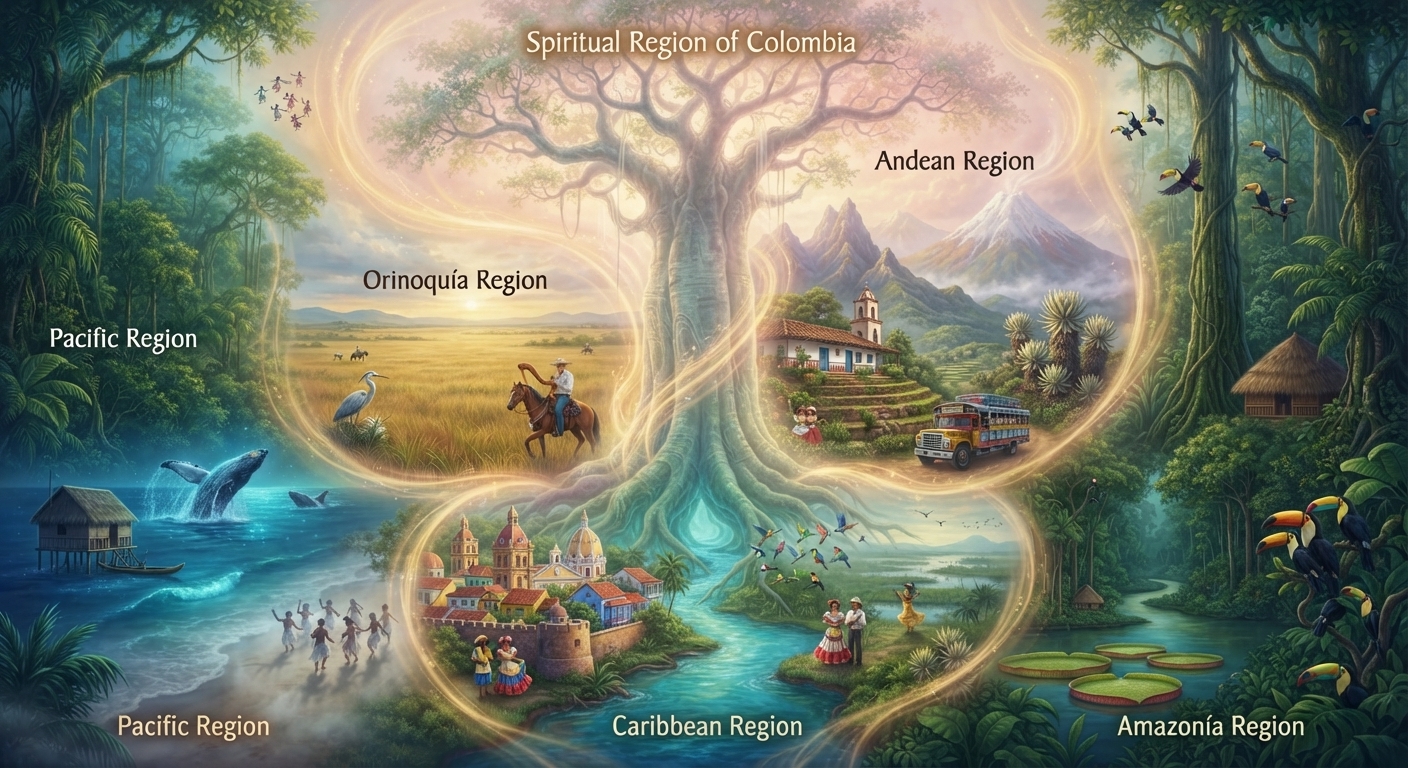 Spiritual Region of Colombia
Andean Region
Orinoquía Region
Pacific Region
Pacific Region
Caribbean Region
Amazonía Region